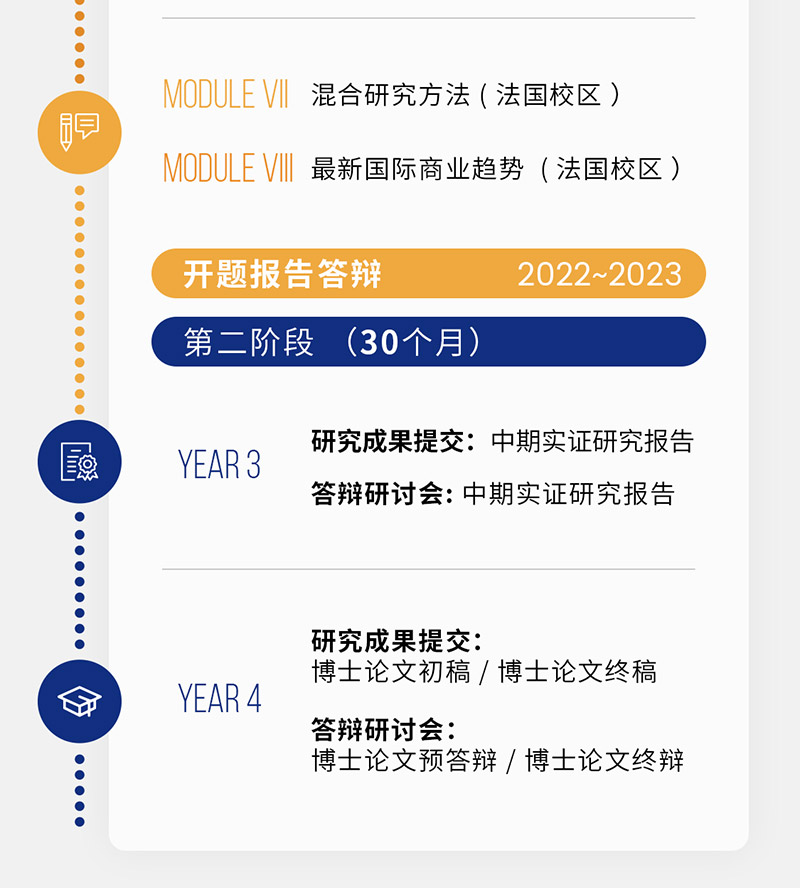 MODULE VII 混合研究方法 ( 法国校区 )
MODULE VIII 最新国际商业趋势 ( 法国校区 )
开题报告答辩 2022~2023
第二阶段 （30个月）
YEAR 3
研究成果提交：中期实证研究报告
答辩研讨会: 中期实证研究报告
YEAR 4
研究成果提交：
博士论文初稿 / 博士论文终稿
答辩研讨会：
博士论文预答辩 / 博士论文终辩